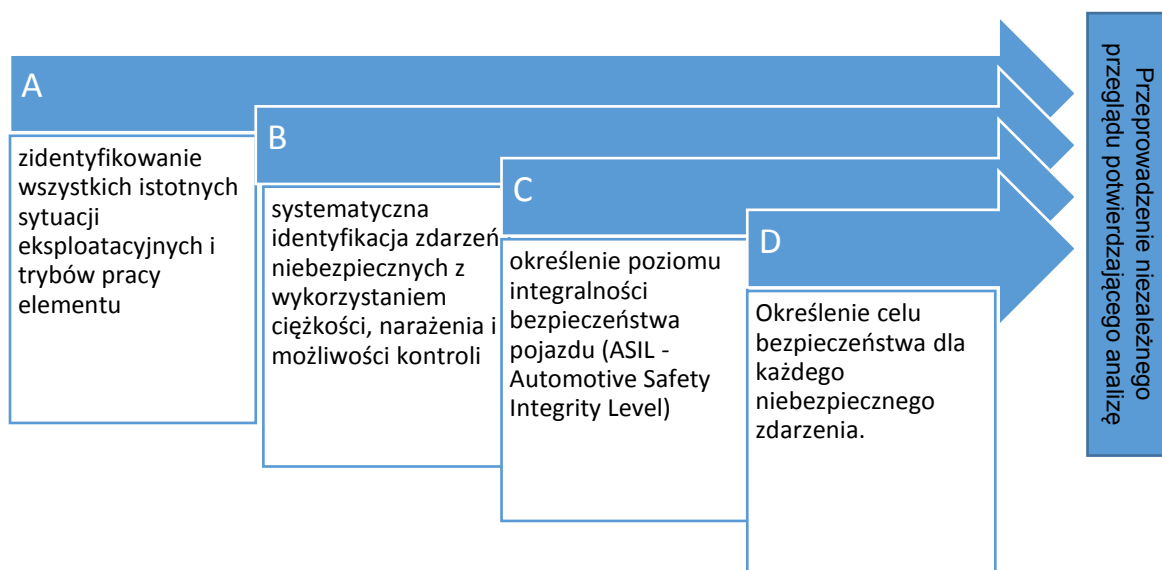 A
zidentyfikowanie
wszystkich istotnych
sytuacji
eksploatacyjnych i
trybów pracy
elementu
B
systematyczna
identyfikacja zdarzeń
niebezpiecznych z
wykorzystaniem
ciężkości, narażenia i
możliwości kontroli
C
określenie poziomu
integralności
bezpieczeństwa
pojazdu (ASIL -
Automotive Safety
Integrity Level)
D
Określenie celu
bezpieczeństwa dla
każdego
niebezpiecznego
zdarzenia.
Przeprowadzenie niezależnego
przeglądu potwierdzającego analizę